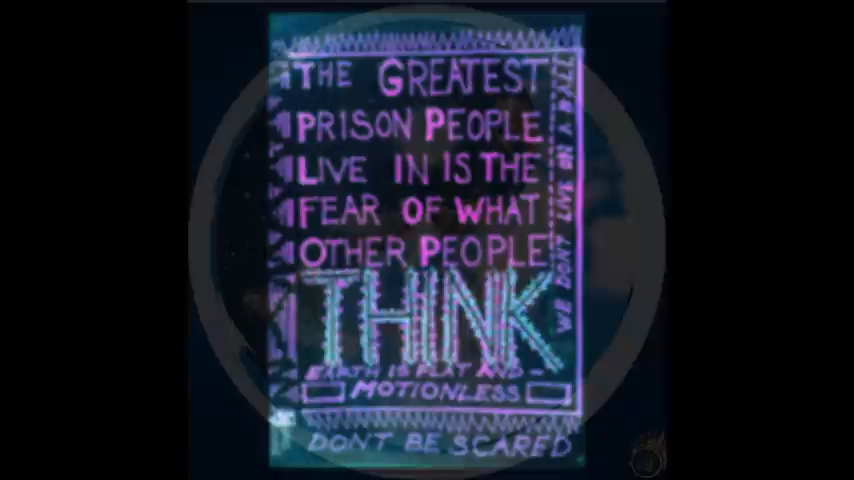 THE GREATEST
PRISON PEOPLE
LIVE IN IS THE
FEAR OF WHAT
OTHER PEOPLE
THINK
EARTH IS FLAT AND -
MOTIONLESS
DONT BE SCARED
WE DONT LIVE ON A BALL